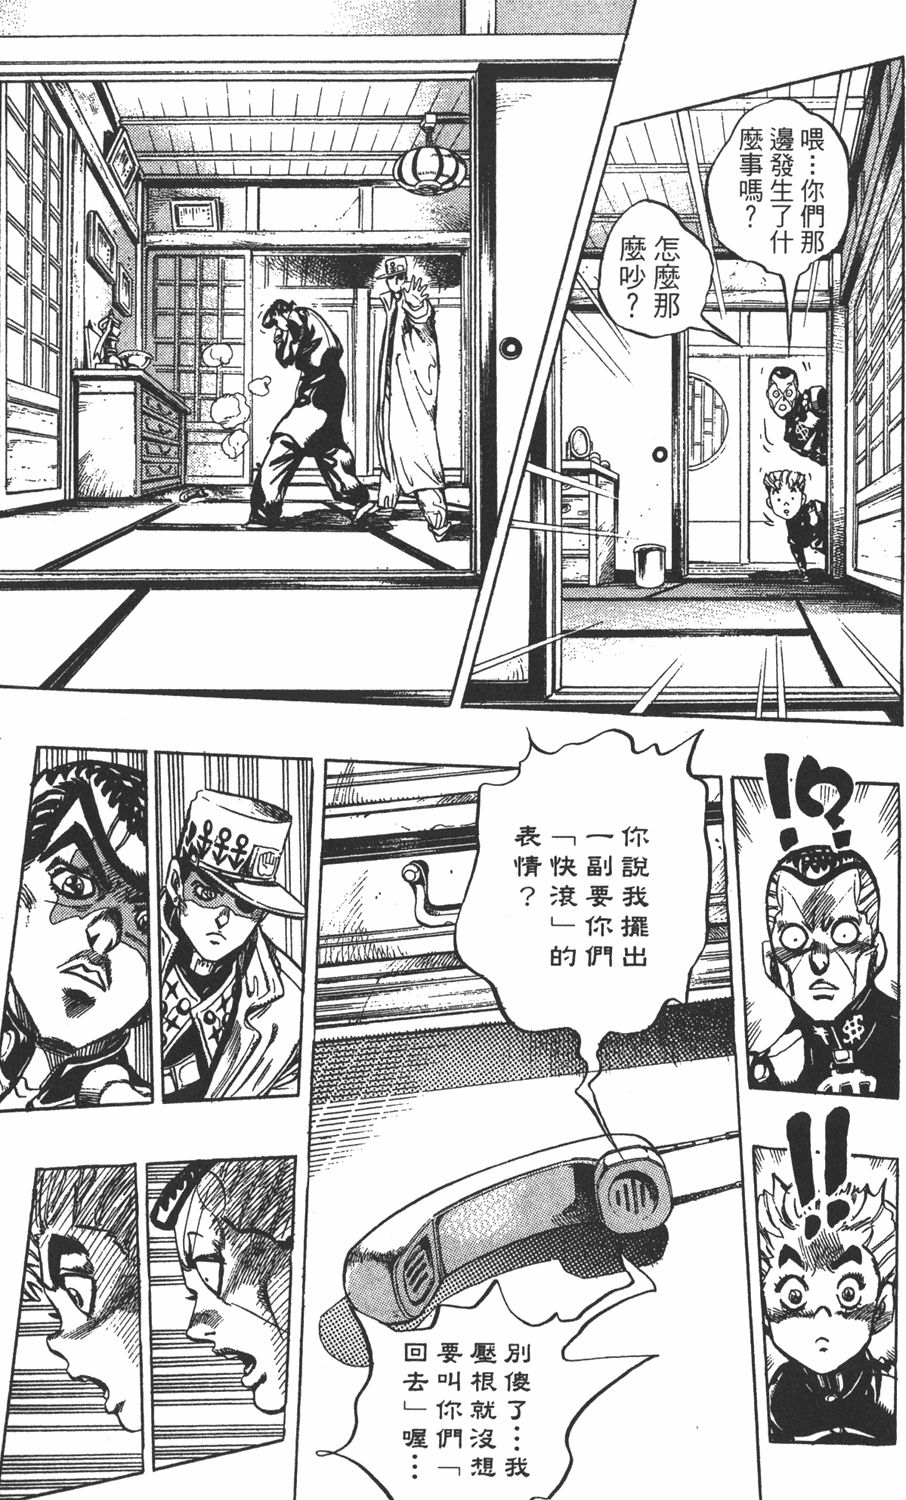 喂…你們那
邊發生了什
麼事嗎？
怎麼那
麼吵？
!?
你說我擺出
一副要你們
「快滾」的
表情？
!!
別傻了…我
壓根就沒想
要叫你們「
回去」喔…